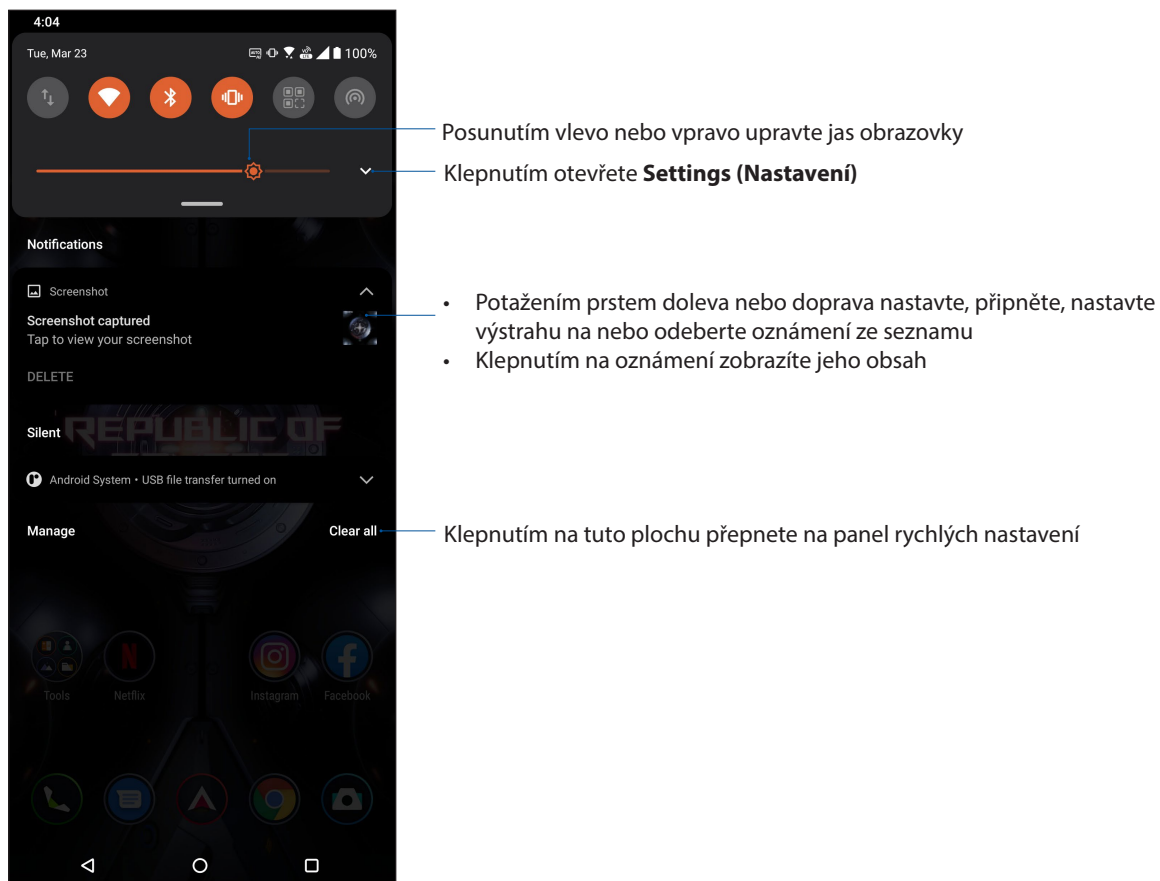 4:04
Tue, Mar 23
100%
Posunutím vlevo nebo vpravo upravte jas obrazovky
Klepnutím otevřete Settings (Nastavení)
Notifications
Screenshot
Screenshot captured
Tap to view your screenshot
DELETE
• Potažením prstem doleva nebo doprava nastavte, připněte, nastavte
výstrahu na nebo odeberte oznámení ze seznamu
• Klepnutím na oznámení zobrazíte jeho obsah
Silent
REPUBLIC OF
Android System • USB file transfer turned on
Manage
Clear all
Klepnutím na tuto plochu přepnete na panel rychlých nastavení
Tools
Netflix
Instagram
Facebook